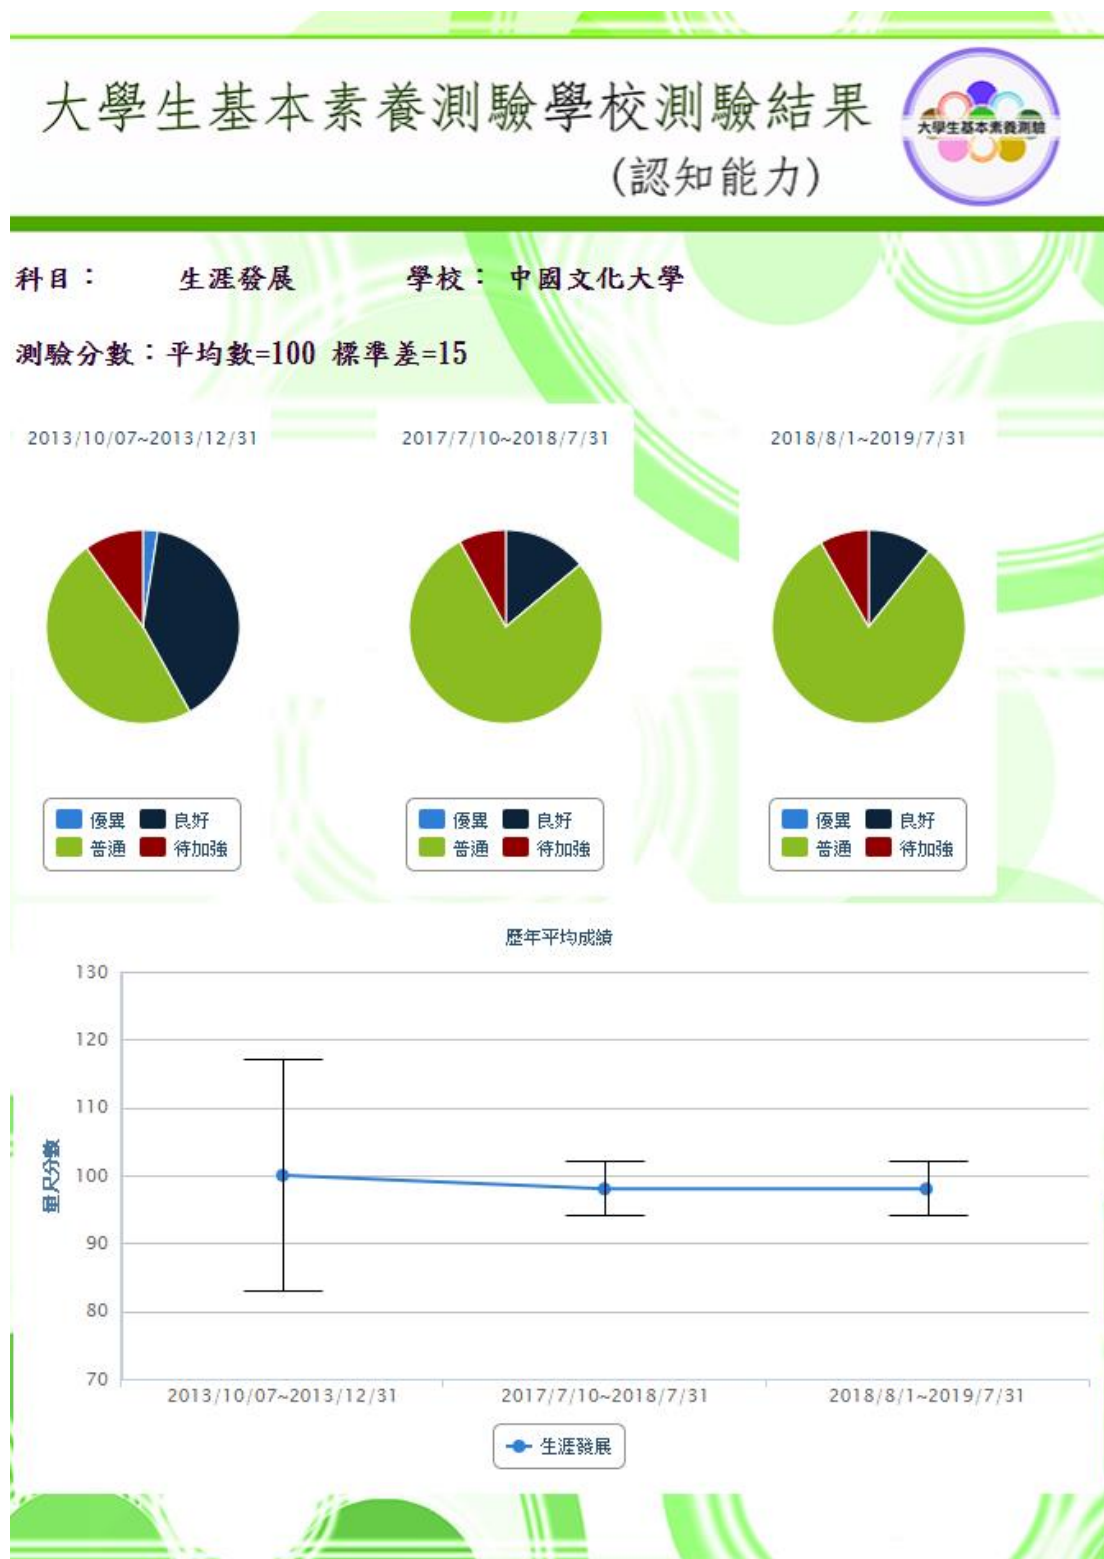 大學生基本素養測驗學校測驗結果
(認知能力)
大學生基本素養測驗
科目： 生涯發展 學校： 中國文化大學
測驗分數：平均數=100 標準差=15
2013/10/07~2013/12/31 2017/7/10~2018/7/31 2018/8/1~2019/7/31
優異 良好 優異 良好 優異 良好
普通 待加強 普通 待加強 普通 待加強
歷年平均成績
130
120
110
100
90
80
70
量尺分數
2013/10/07~2013/12/31 2017/7/10~2018/7/31 2018/8/1~2019/7/31
生涯發展